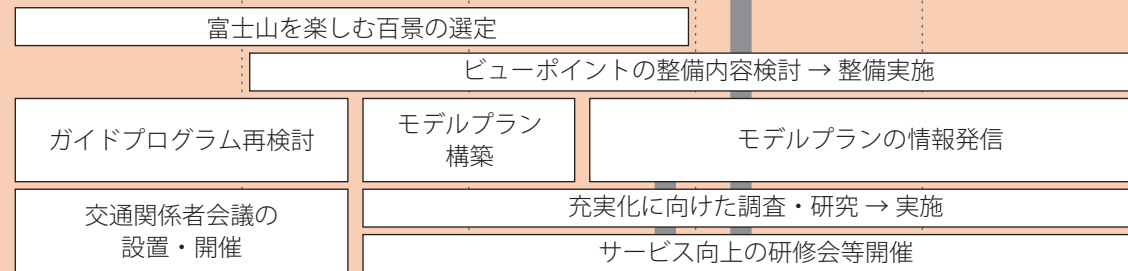 富士山を楽しむ百景の選定
ビューポイントの整備内容検討 → 整備実施
ガイドプログラム再検討
モデルプラン
構築
モデルプランの情報発信
交通関係者会議の
設置・開催
充実化に向けた調査・研究 → 実施
サービス向上の研修会等開催